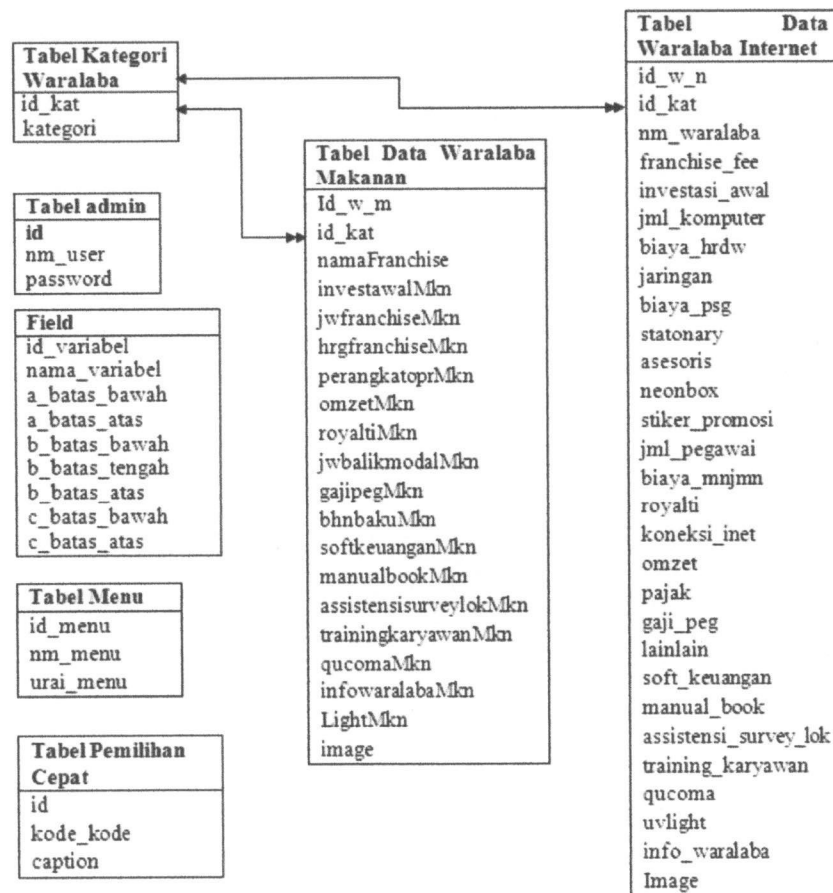 Tabel Kategori
Waralaba
id_kat
kategori
Tabel admin
id
nm_user
password
Field
id_variabel
nama_variabel
a_batas_bawah
a_batas_atas
b_batas_bawah
b_batas_tengah
b_batas_atas
c_batas_bawah
c_batas_atas
Tabel Menu
id_menu
nm_menu
urai_menu
Tabel Pemilihan
Cepat
id
kode_kode
caption
Tabel Data Waralaba
Makanan
Id_w_m
id_kat
namaFranchise
investawalMkn
jwfranchiseMkn
hrgfranchiseMkn
perangkatoprMkn
omzetMkn
royaltiMkn
jwbalikmodalMkn
gajipegMkn
bhnbakuMkn
softkeuanganMkn
manualbookMkn
assistensisurveylokMkn
trainingkaryawanMkn
qucomaMkn
infowaralabaMkn
LightMkn
image
Tabel Data
Waralaba Internet
id_w_n
id_kat
nm_waralaba
franchise_fee
investasi_awal
jml_komputer
biaya_hrdw
jaringan
biaya_psg
statonary
asesoris
neonbox
stiker_promosi
jml_pegawai
biaya_mnjmn
royalti
koneksi_inet
omzet
pajak
gaji_peg
lainlain
soft_keuangan
manual_book
assistensi_survey_lok
training_karyawan
qucoma
uvlight
info_waralaba
Image